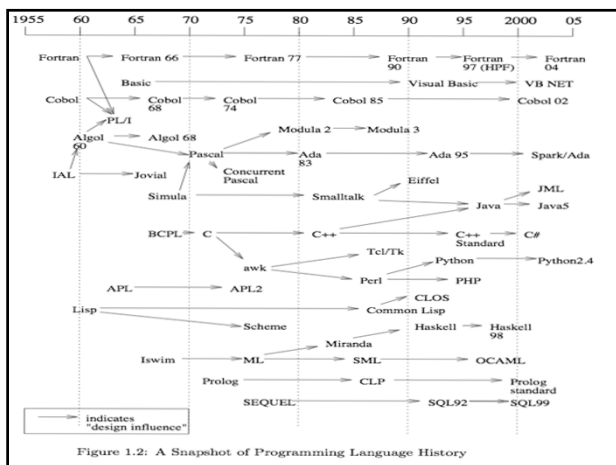 1955 60 65 70 75 80 85 90 95 2000 05
Fortran Fortran 66 Fortran 77 Fortran Fortran Fortran
90 97 (HPF) 04
Basic Visual Basic VB NET
Cobol Cobol Cobol Cobol 85 Cobol 02
68 74
PL/I
Algol Algol 68 Modula 2 Modula 3
60
Pascal Ada Ada 95 Spark/Ada
83
IAL Jovial Concurrent
Pascal
Simula Smalltalk Eiffel
Java JML
Java5
BCPL C C++ C++ C#
Standard
awk Tcl/Tk Python Python2.4
Perl PHP
APL APL2 CLOS
Lisp Common Lisp
Scheme Haskell Haskell
98
Miranda
Iswim ML SML OCAML
Prolog CLP Prolog
standard
SEQUEL SQL92 SQL99
indicates
"design influence"
Figure 1.2: A Snapshot of Programming Language History